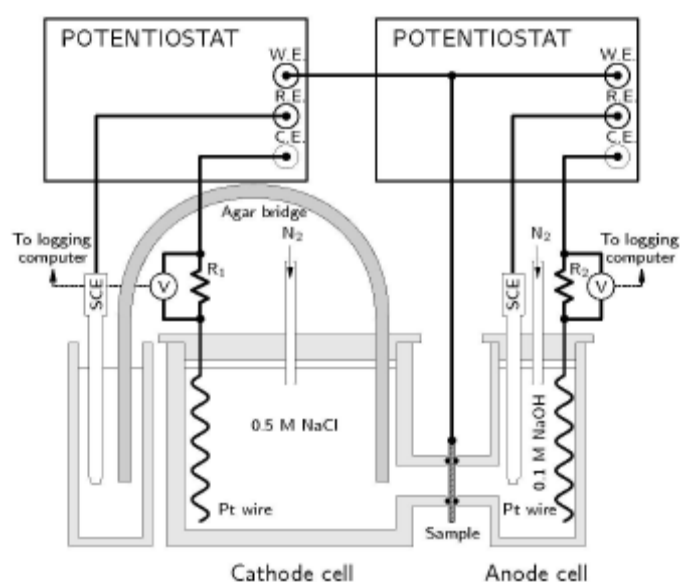 POTENTIOSTAT
W.E.
R.E.
C.E.
POTENTIOSTAT
W.E.
R.E.
C.E.
Agar bridge
To logging
computer
SCE
V
R1
N2
0.5 M NaCl
Pt wire
Cathode cell
Sample
SCE
N2
R2
V
To logging
computer
0.1 M NaOH
Pt wire
Anode cell